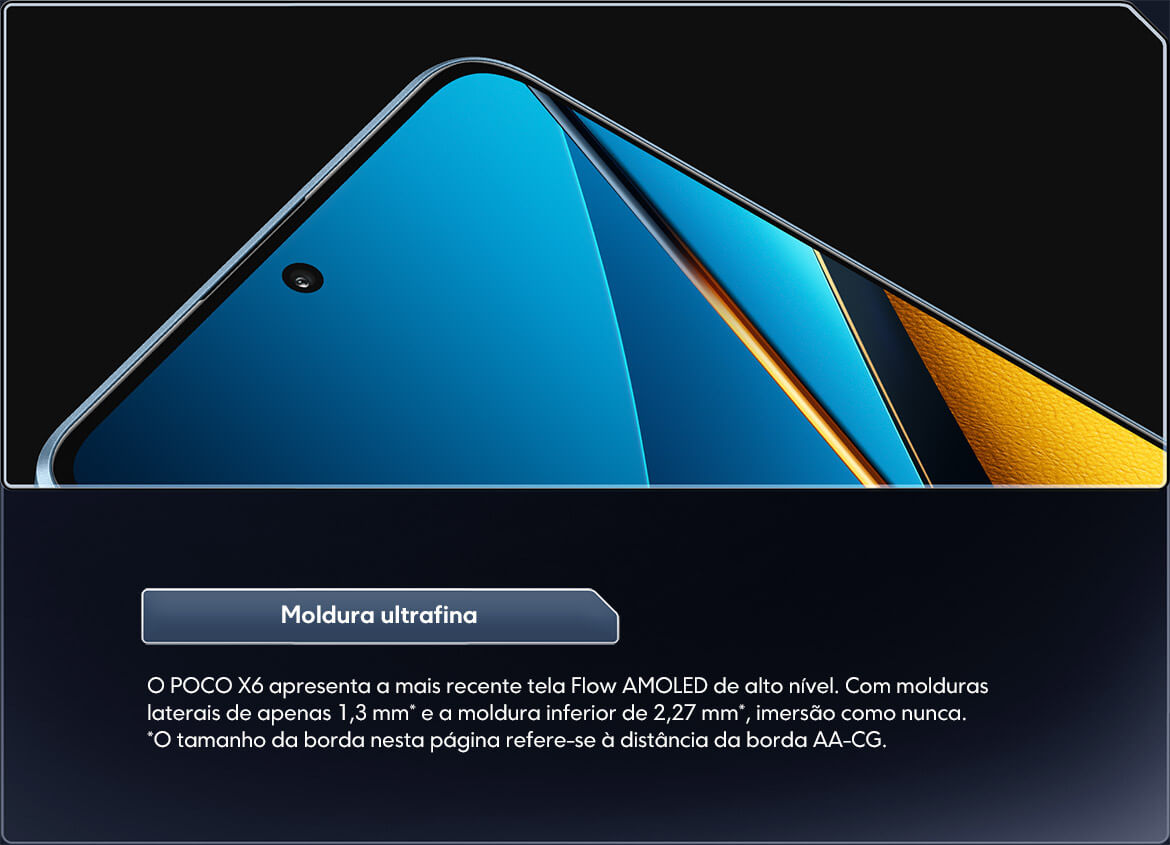 Moldura ultrafina
O POCO X6 apresenta a mais recente tela Flow AMOLED de alto nível. Com molduras
laterais de apenas 1,3 mm* e a moldura inferior de 2,27 mm*, imersão como nunca.
*O tamanho da borda nesta página refere-se à distância da borda AA-CG.